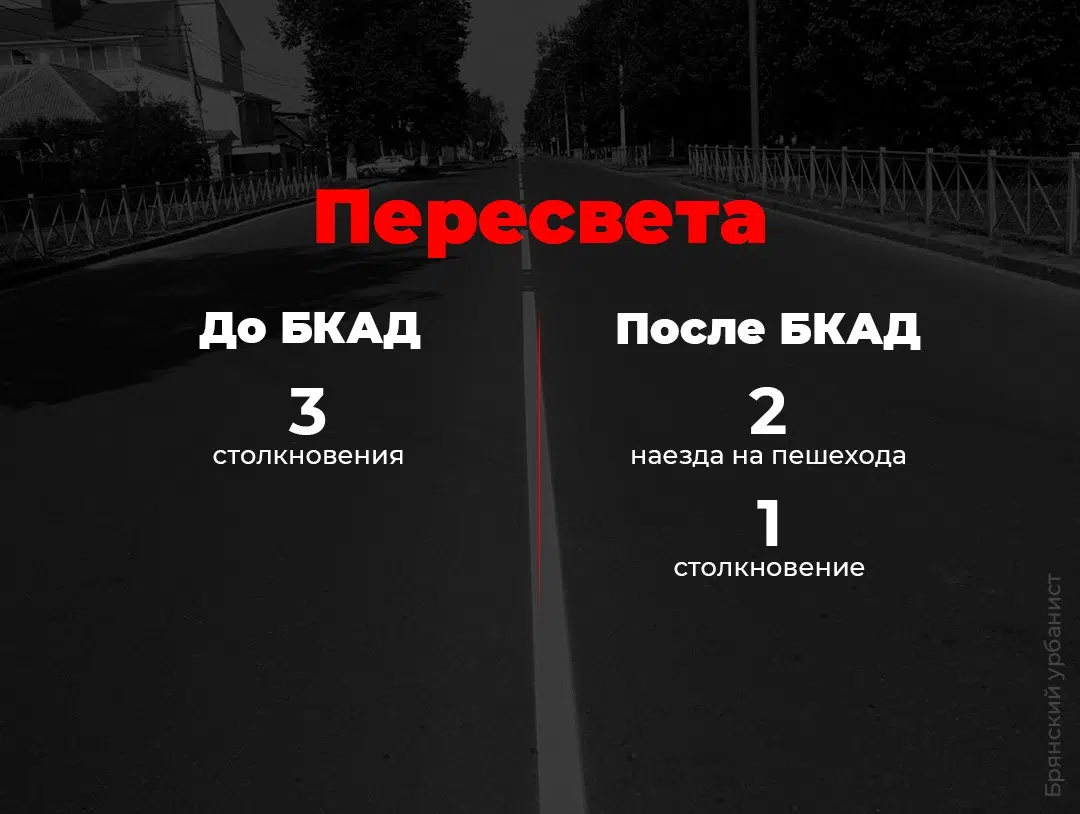 Пересвета
До БКАД
3
столкновения
После БКАД
2
наезда на пешехода
1
столкновение
Брянский урбанист